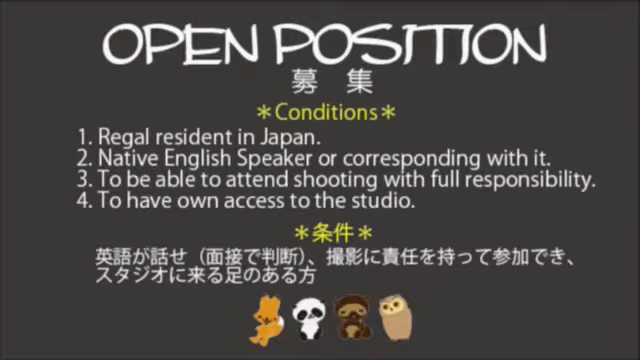 OPEN POSITION
募 集
＊Conditions＊
1. Regal resident in Japan.
2. Native English Speaker or corresponding with it.
3. To be able to attend shooting with full responsibility.
4. To have own access to the studio.
＊条件＊
英語が話せ（面接で判断）、撮影に責任を持って参加でき、
スタジオに来る足のある方